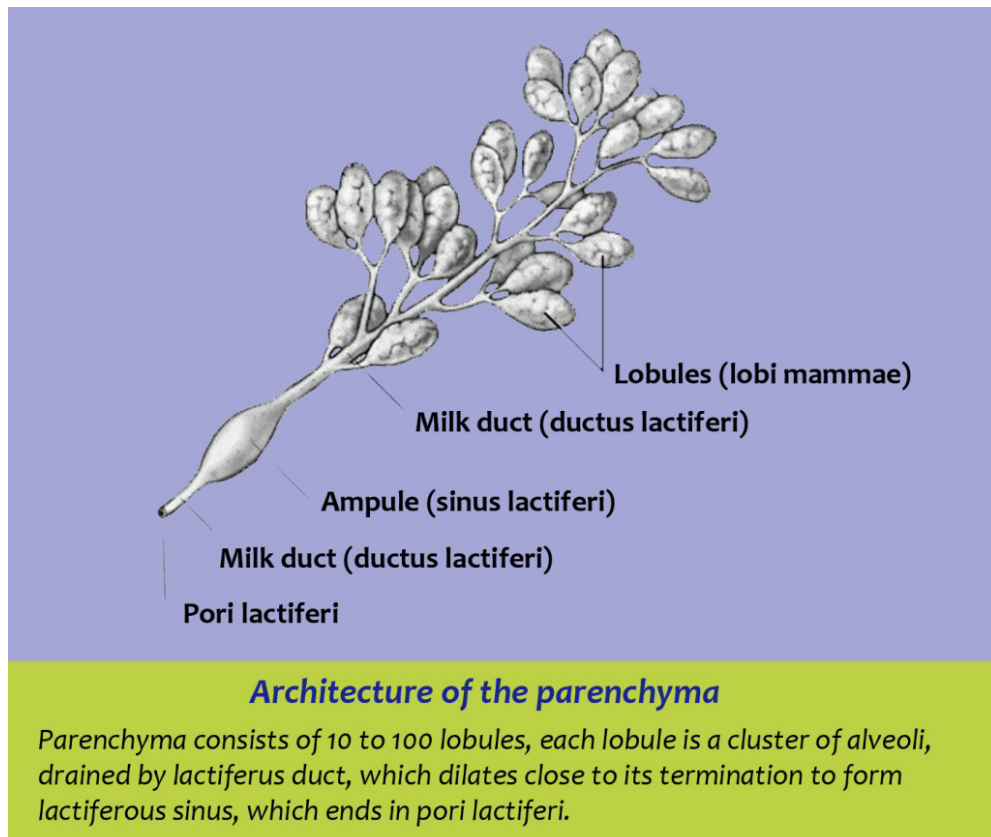 Lobules (lobi mammae)
Milk duct (ductus lactiferi)
Ampule (sinus lactiferi)
Milk duct (ductus lactiferi)
Pori lactiferi
Architecture of the parenchyma
Parenchyma consists of 10 to 100 lobules, each lobule is a cluster of alveoli,
drained by lactiferus duct, which dilates close to its termination to form
lactiferous sinus, which ends in pori lactiferi.